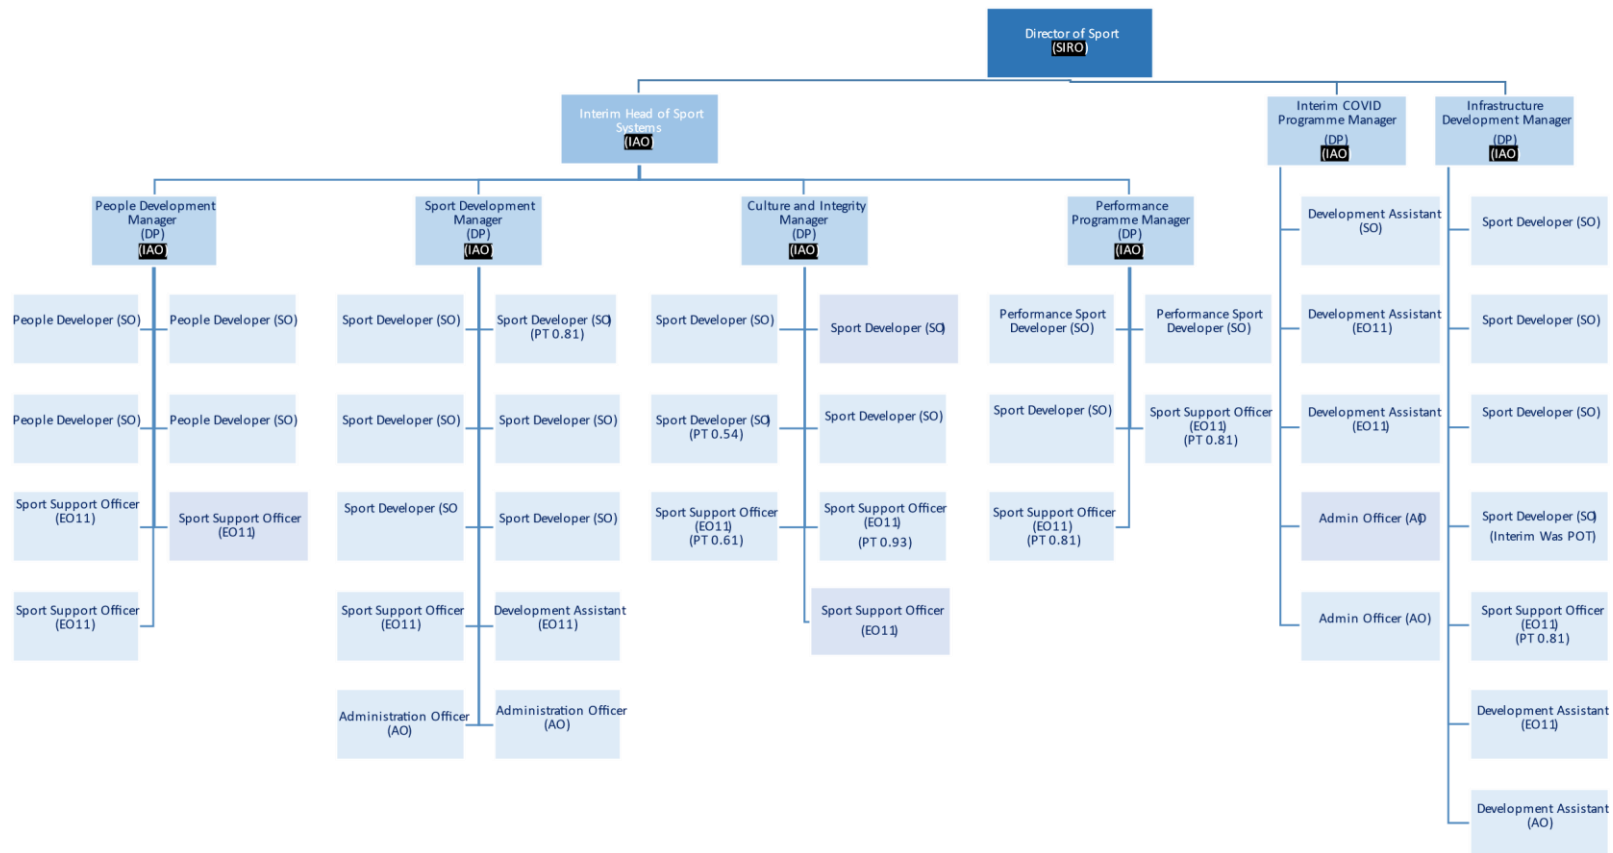 Director of Sport
(SIRO)
Interim Head of Sport
Systems
(IAO)
Interim COVID
Programme Manager
(DP)
(IAO)
Infrastructure
Development Manager
(DP)
(IAO)
People Development
Manager
(DP)
(IAO)
Sport Development
Manager
(DP)
(IAO)
Culture and Integrity
Manager
(DP)
(IAO)
Performance
Programme Manager
(DP)
(IAO)
People Developer (SO)
People Developer (SO)
People Developer (SO)
People Developer (SO)
Sport Support Officer
(EO11)
Sport Support Officer
(EO11)
Sport Support Officer
(EO11)
Sport Developer (SO)
Sport Developer (SO)
(PT 0.81)
Sport Developer (SO)
Sport Developer (SO)
Sport Developer (SO
Sport Developer (SO)
Sport Support Officer
(EO11)
Development Assistant
(EO11)
Administration Officer
(AO)
Administration Officer
(AO)
Sport Developer (SO)
Sport Developer (SO)
Sport Developer (SO)
(PT 0.54)
Sport Developer (SO)
Sport Support Officer
(EO11)
(PT 0.61)
Sport Support Officer
(EO11)
(PT 0.93)
Sport Support Officer
(EO11)
Performance Sport
Developer (SO)
Performance Sport
Developer (SO)
Sport Developer (SO)
Sport Support Officer
(EO11)
(PT 0.81)
Sport Support Officer
(EO11)
(PT 0.81)
Development Assistant
(SO)
Development Assistant
(EO11)
Development Assistant
(EO11)
Admin Officer (AO)
Admin Officer (AO)
Sport Developer (SO)
Sport Developer (SO)
Sport Developer (SO)
Sport Developer (SO)
(Interim Was POT)
Sport Support Officer
(EO11)
(PT 0.81)
Development Assistant
(EO11)
Development Assistant
(AO)